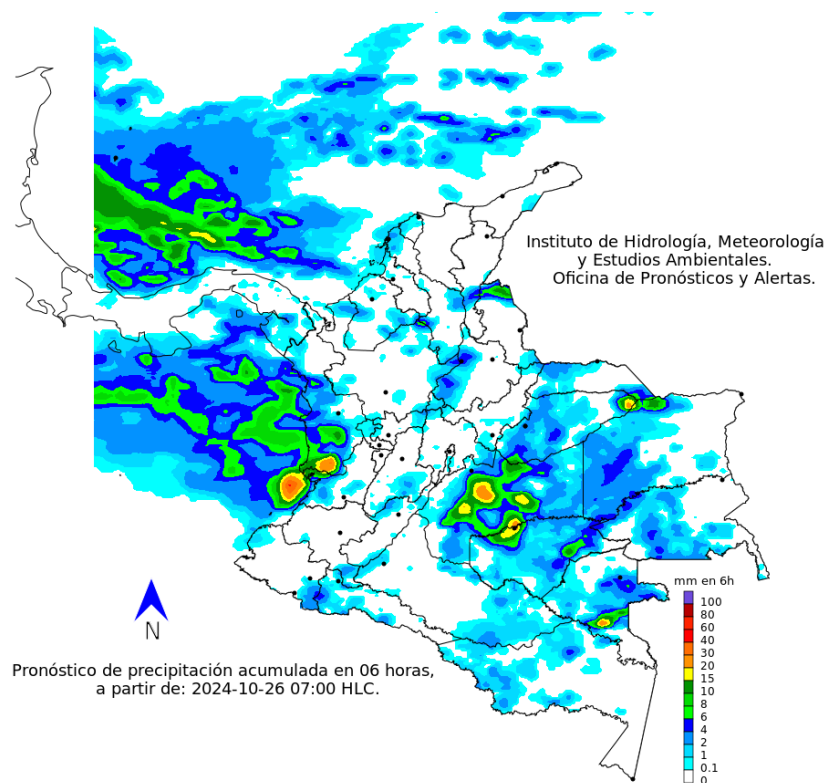 Instituto de Hidrología, Meteorología
y Estudios Ambientales.
Oficina de Pronósticos y Alertas.
N
Pronóstico de precipitación acumulada en 06 horas,
a partir de: 2024-10-26 07:00 HLC.
mm en 6h
100
80
60
40
30
20
15
10
8
6
4
2
1
0.1
0